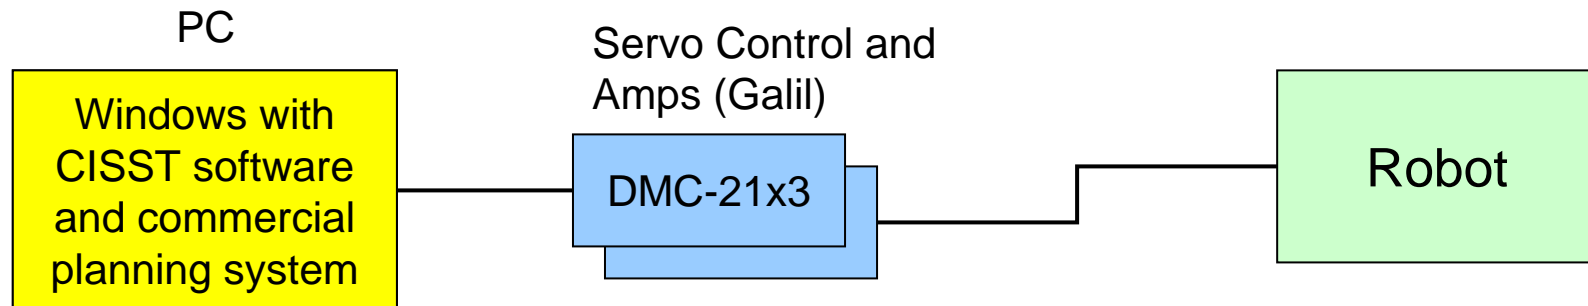 PC
Windows with
CISST software
and commercial
planning system
Servo Control and
Amps (Galil)
DMC-21x3
Robot